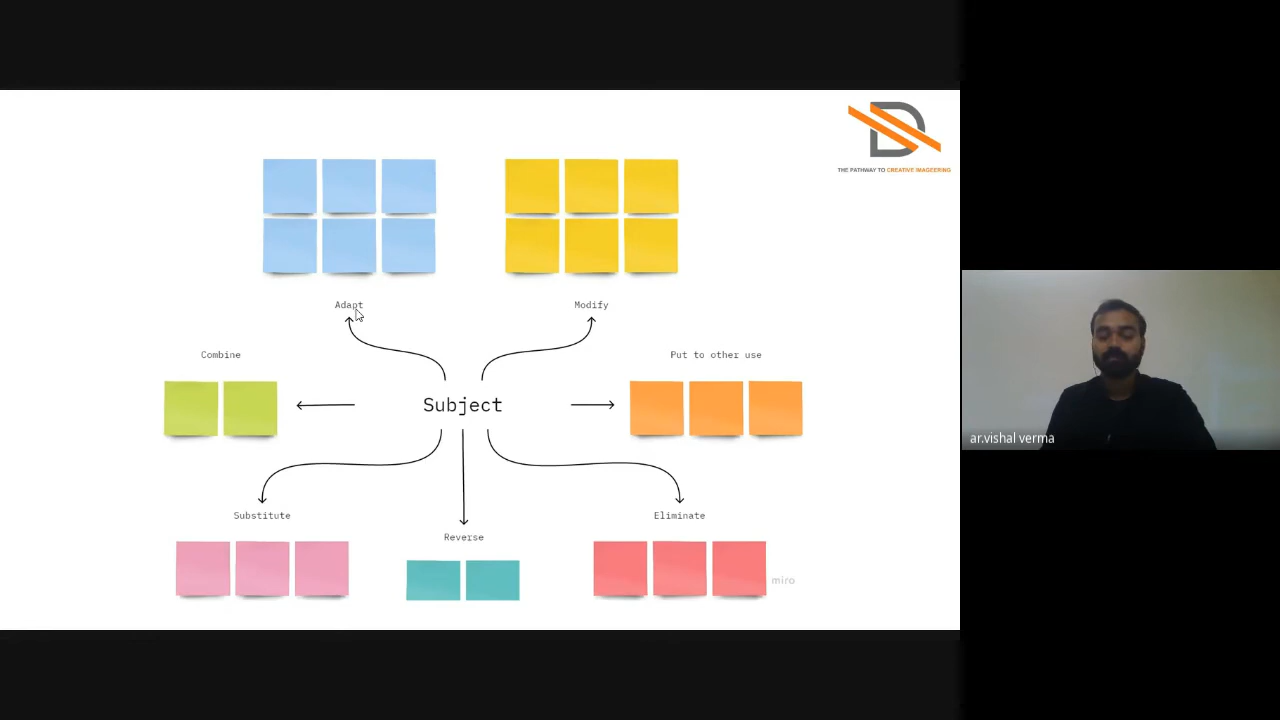 THE PATHWAY TO CREATIVE IMAGEERING
Adapt
Modify
Combine
Put to other use
Subject
ar.vishal verma
Substitute
Reverse
Eliminate
miro